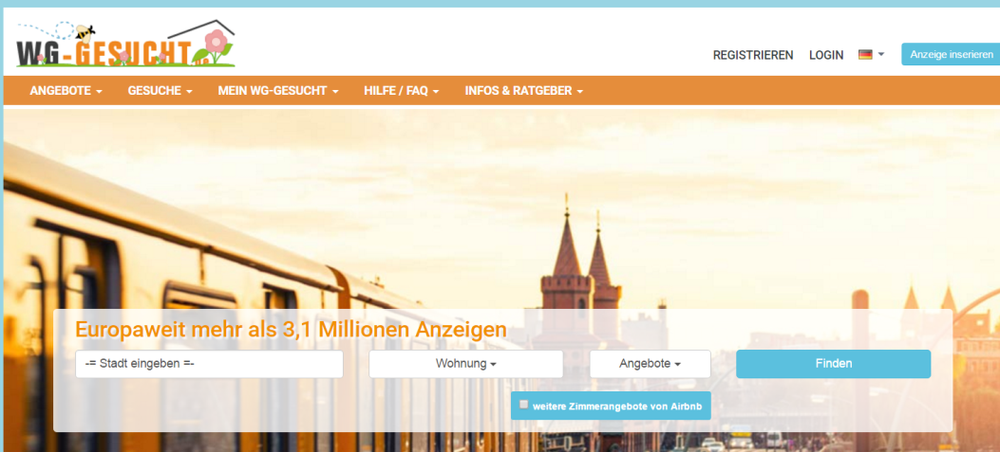 WG-GESUCHT
REGISTRIEREN LOGIN Anzeige inserieren
ANGEBOTE GESUCHE MEIN WG-GESUCHT HILFE / FAQ INFOS & RATGEBER
Europaweit mehr als 3,1 Millionen Anzeigen
-= Stadt eingeben =- Wohnung Angebote Finden
weitere Zimmerangebote von Airbnb